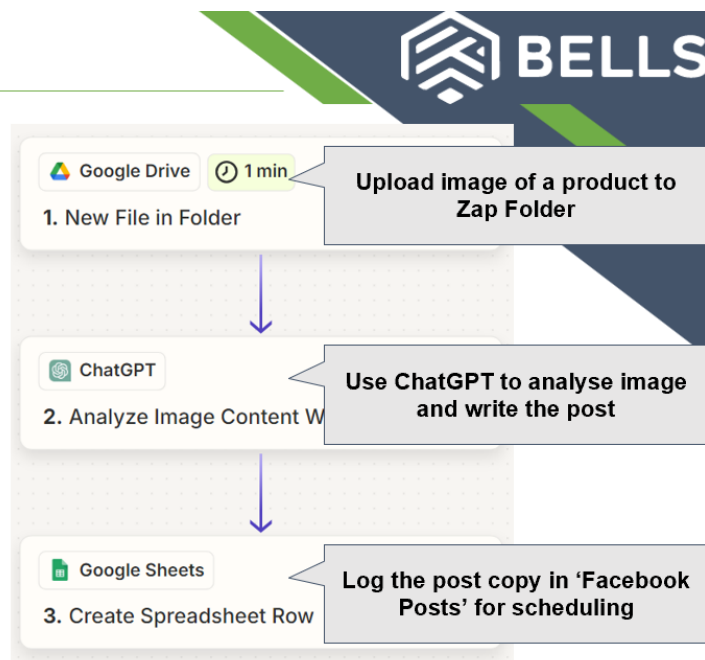 BELLS
Google Drive
1 min
1. New File in Folder
Upload image of a product to
Zap Folder
ChatGPT
2. Analyze Image Content W
Use ChatGPT to analyse image
and write the post
Google Sheets
3. Create Spreadsheet Row
Log the post copy in ‘Facebook
Posts’ for scheduling